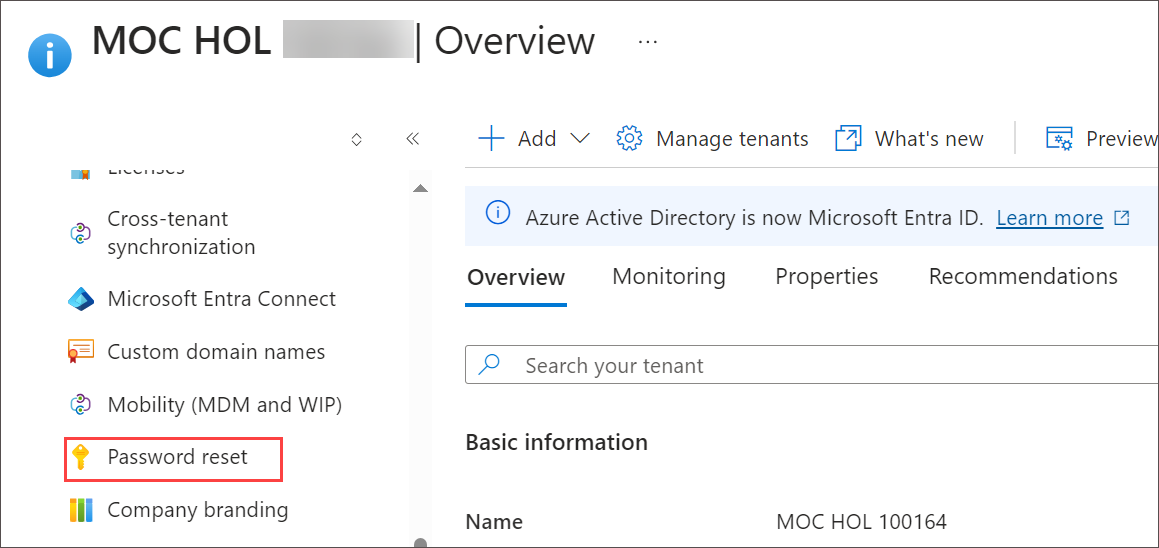 MOC HOL | Overview ...
Add
Manage tenants
What's new
Preview
Licenses
Cross-tenant
synchronization
Microsoft Entra Connect
Custom domain names
Mobility (MDM and WIP)
Password reset
Company branding
Azure Active Directory is now Microsoft Entra ID. Learn more
Overview Monitoring Properties Recommendations
Search your tenant
Basic information
Name MOC HOL 100164